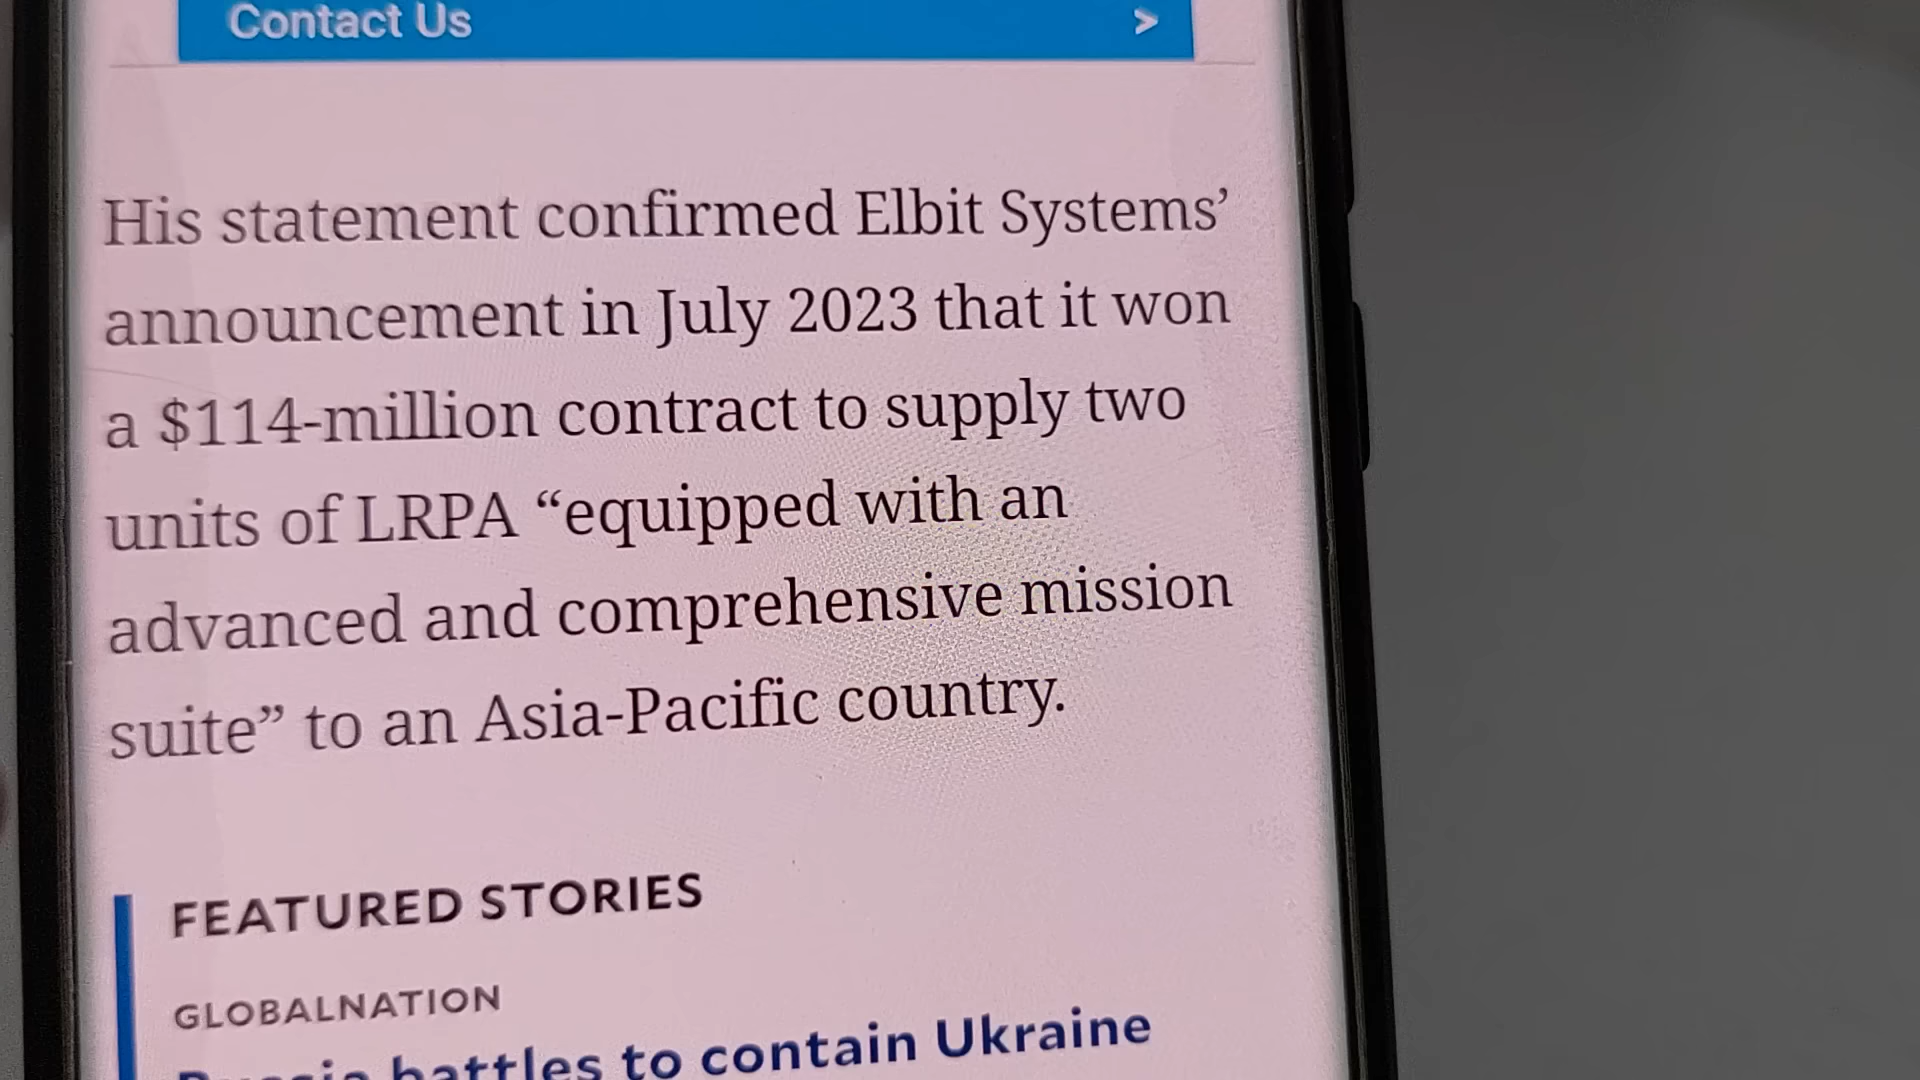 Contact Us >
His statement confirmed Elbit Systems’
announcement in July 2023 that it won
a $114-million contract to supply two
units of LRPA “equipped with an
advanced and comprehensive mission
suite” to an Asia-Pacific country.
FEATURED STORIES
GLOBALNATION
Russia battles to contain Ukraine